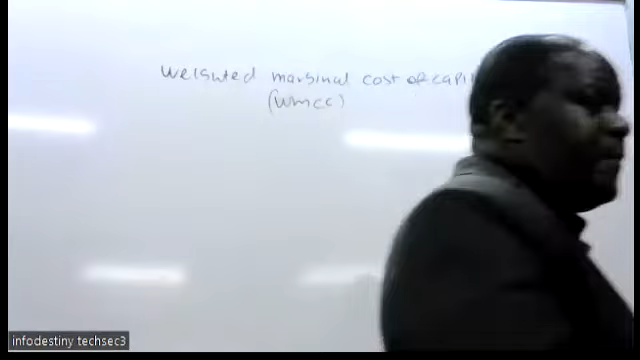 Weighted marginal cost of capi
(WMCC)
infodestiny techsec3